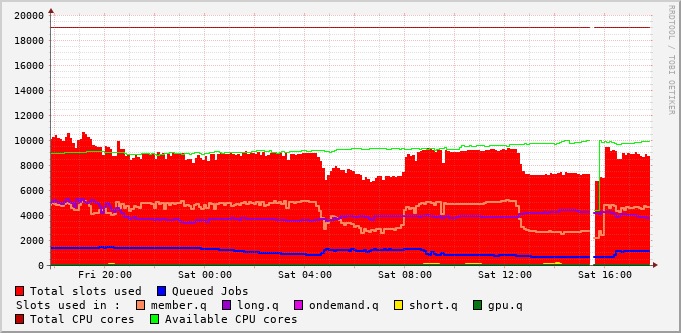 20000
18000
16000
14000
12000
10000
8000
6000
4000
2000
0
Fri 20:00 Sat 00:00 Sat 04:00 Sat 08:00 Sat 12:00 Sat 16:00
Total slots used Queued Jobs
Slots used in : member.q long.q ondemand.q short.q gpu.q
Total CPU cores Available CPU cores
RRDTOOL / TOBI OETIKER